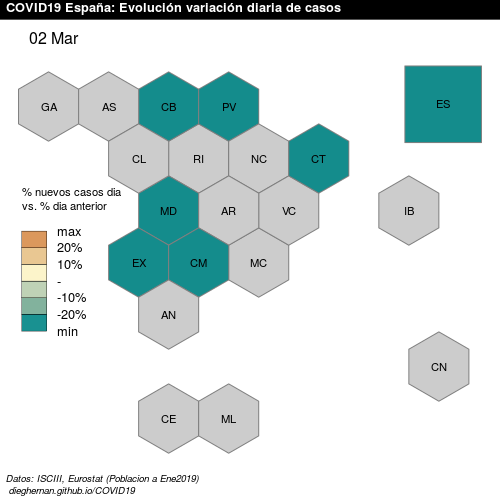 COVID19 España: Evolución variación diaria de casos
02 Mar
GA AS CB PV ES
CL RI NC CT
% nuevos casos dia
vs. % dia anterior
MD AR VC IB
max
20%
10%
-
-10%
-20%
min
EX CM MC
AN
CN
CE ML
Datos: ISCIII, Eurostat (Poblacion a Ene2019)
dieghernan.github.io/COVID19